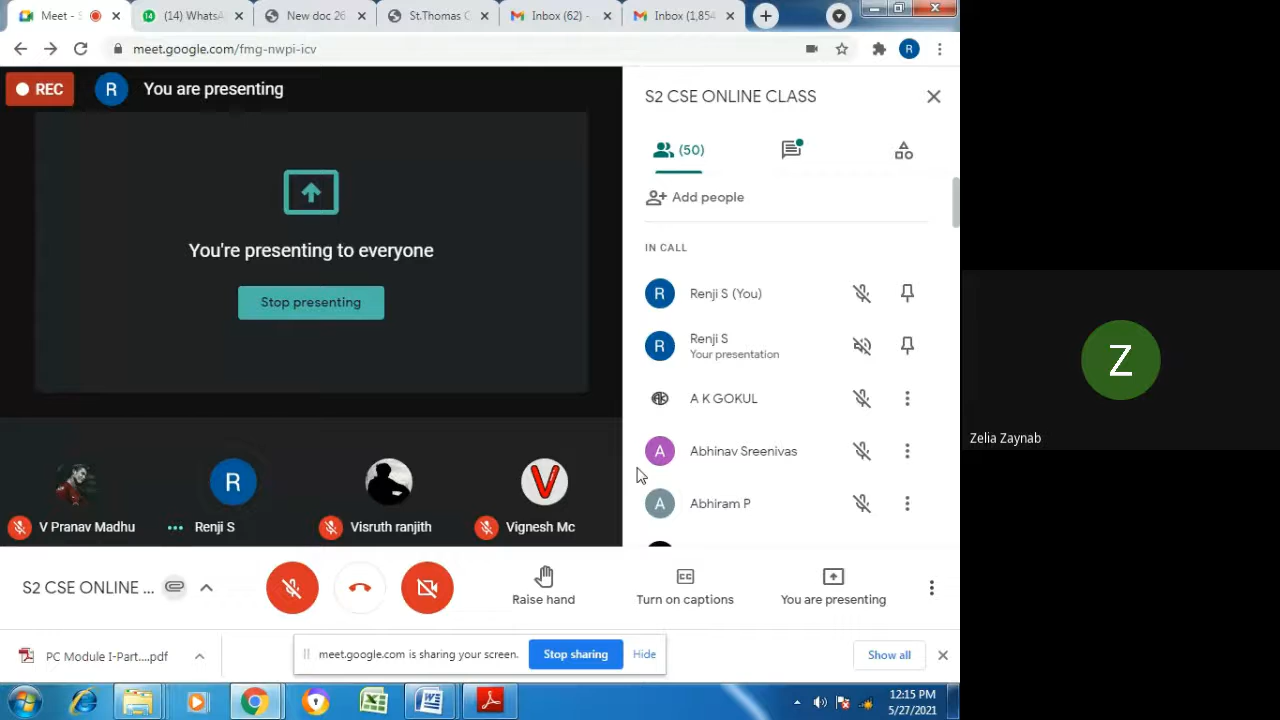 Meet - S
(14) WhatsA
New doc 26
St.Thomas C
Inbox (62) -
Inbox (1,854
meet.google.com/fmg-nwpi-icv
R
REC
R
You are presenting
S2 CSE ONLINE CLASS
(50)
Add people
You're presenting to everyone
Stop presenting
IN CALL
R
Renji S (You)
R
Renji S
Your presentation
A K GOKUL
A
Abhinav Sreenivas
A
Abhiram P
R
V
V Pranav Madhu
Renji S
Visruth ranjith
Vignesh Mc
Z
Zelia Zaynab
S2 CSE ONLINE ...
Raise hand
Turn on captions
You are presenting
PC Module I-Part....pdf
meet.google.com is sharing your screen.
Stop sharing
Hide
Show all
12:15 PM
5/27/2021